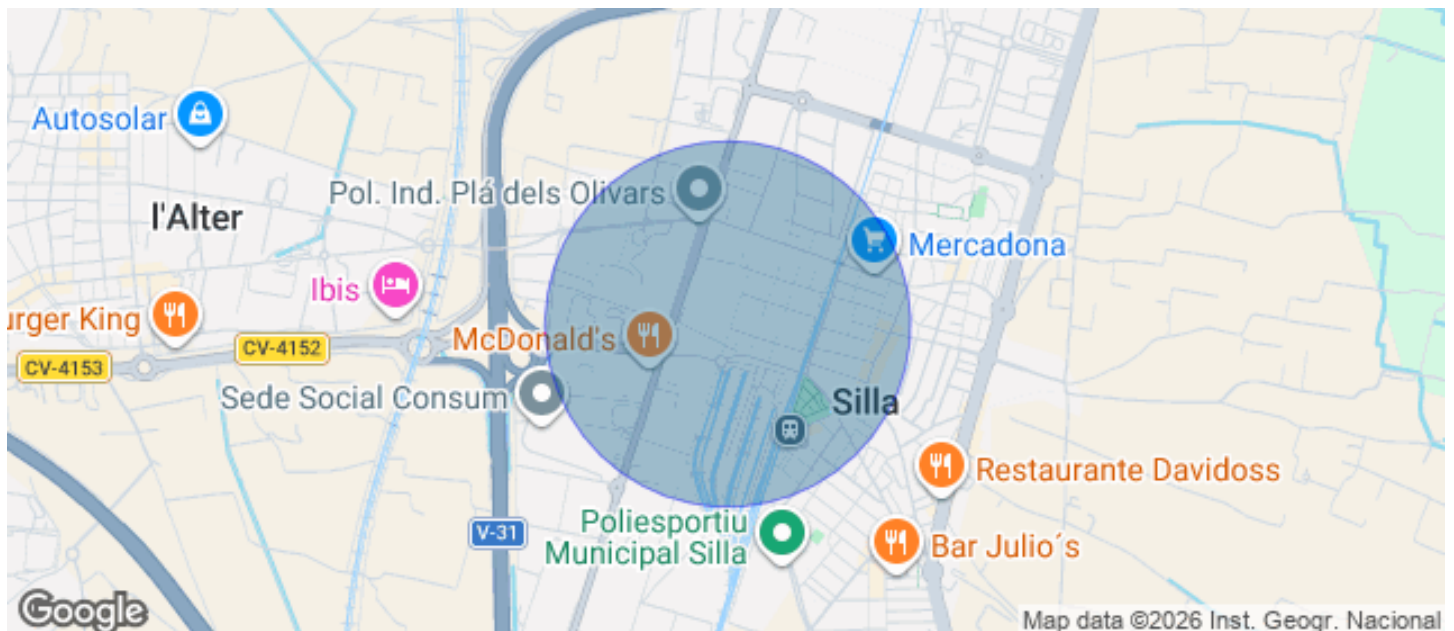 Autosolar
Pol. Ind. Plá dels Olivars
l'Alter
Mercadona
Ibis
urger King
McDonald's
CV-4152
CV-4153
Sede Social Consum
Silla
Restaurante Davidoss
V-31
Poliesportiu
Municipal Silla
Bar Julio´s
Google
Map data ©2026 Inst. Geogr. Nacional